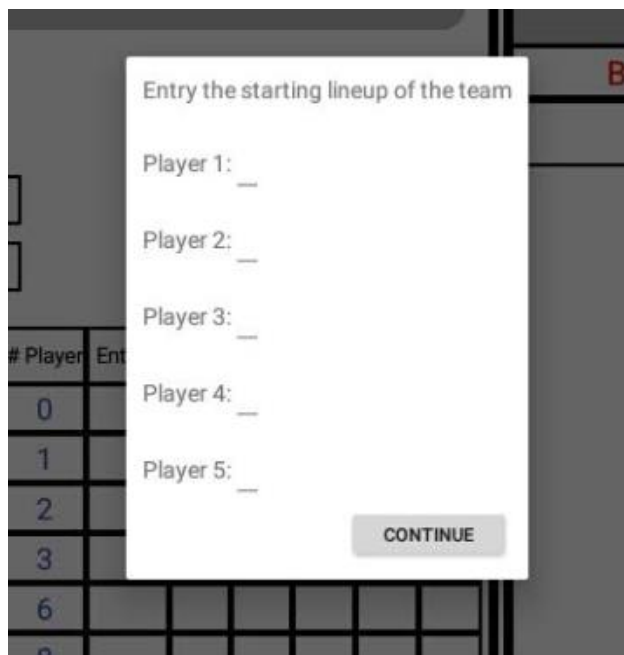 B
Entry the starting lineup of the team
Player 1:
Player 2:
Player 3:
Player 4:
Player 5:
CONTINUE
# Player Ent
0
1
2
3
6